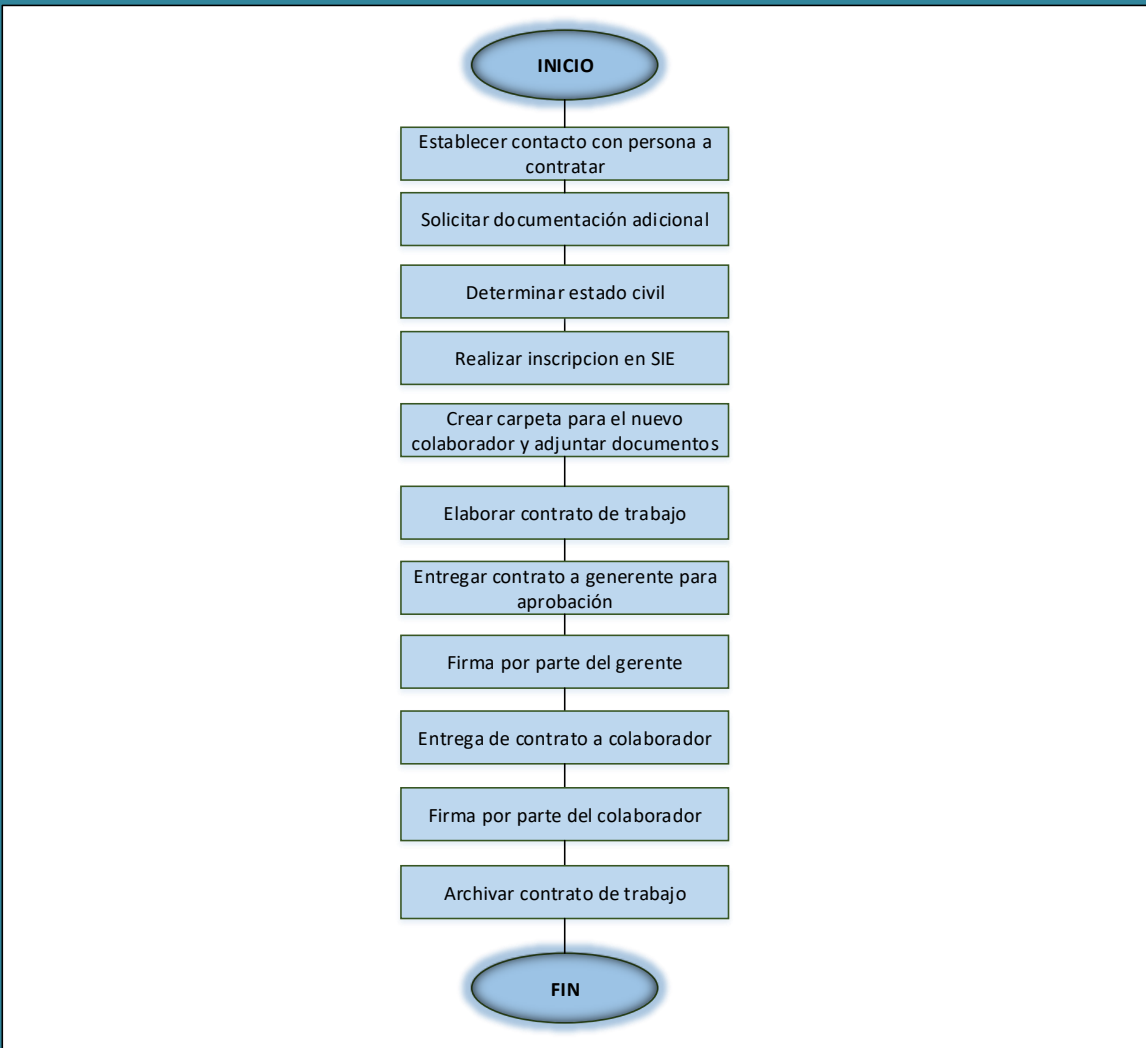 INICIO
Establecer contacto con persona a
contratar
Solicitar documentación adicional
Determinar estado civil
Realizar inscripcion en SIE
Crear carpeta para el nuevo
colaborador y adjuntar documentos
Elaborar contrato de trabajo
Entregar contrato a generente para
aprobación
Firma por parte del gerente
Entrega de contrato a colaborador
Firma por parte del colaborador
Archivar contrato de trabajo
FIN